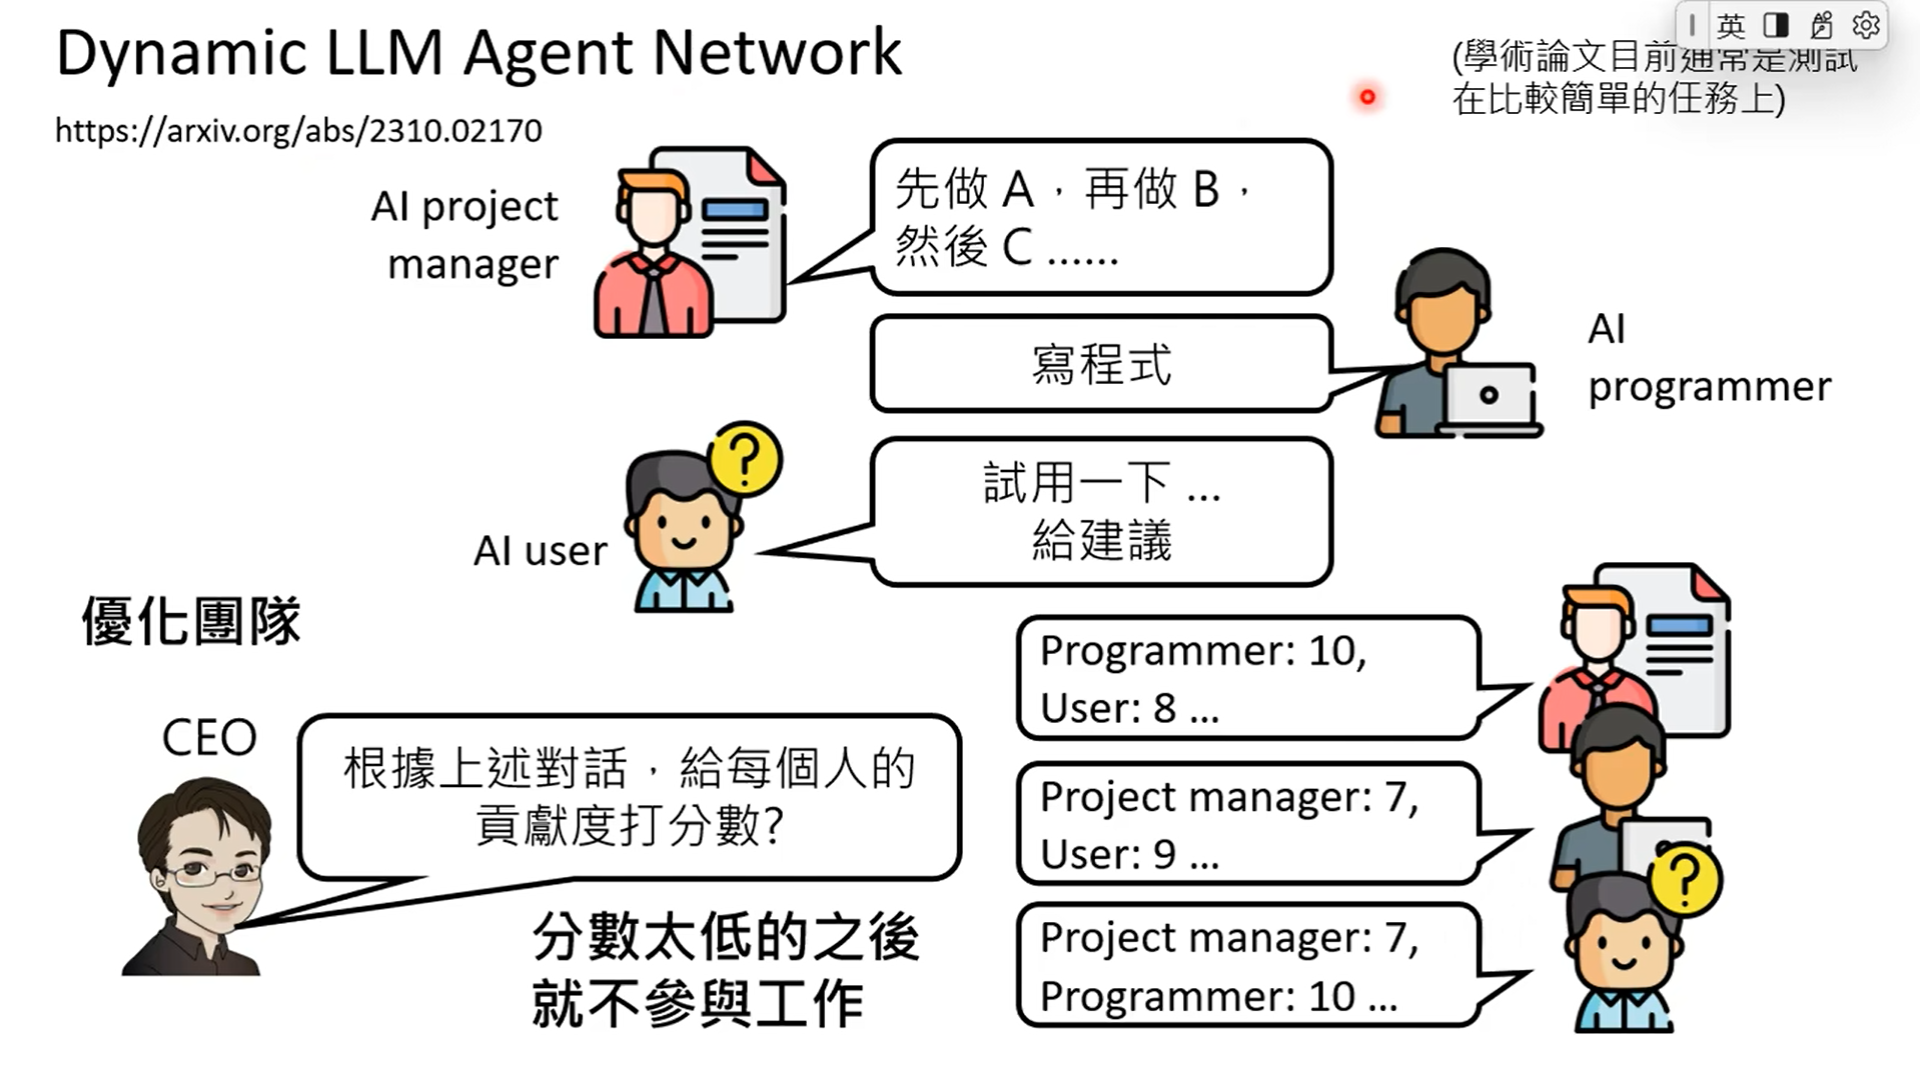 Dynamic LLM Agent Network
英
(學術論文目前通常是測試
在比較簡單的任務上)
https://arxiv.org/abs/2310.02170
AI project
manager
先做 A，再做 B，
然後 C ......
AI
programmer
寫程式
AI user
試用一下 ...
給建議
優化團隊
CEO
根據上述對話，給每個人的
貢獻度打分數?
分數太低的之後
就不參與工作
Programmer: 10,
User: 8 ...
Project manager: 7,
User: 9 ...
Project manager: 7,
Programmer: 10 ...